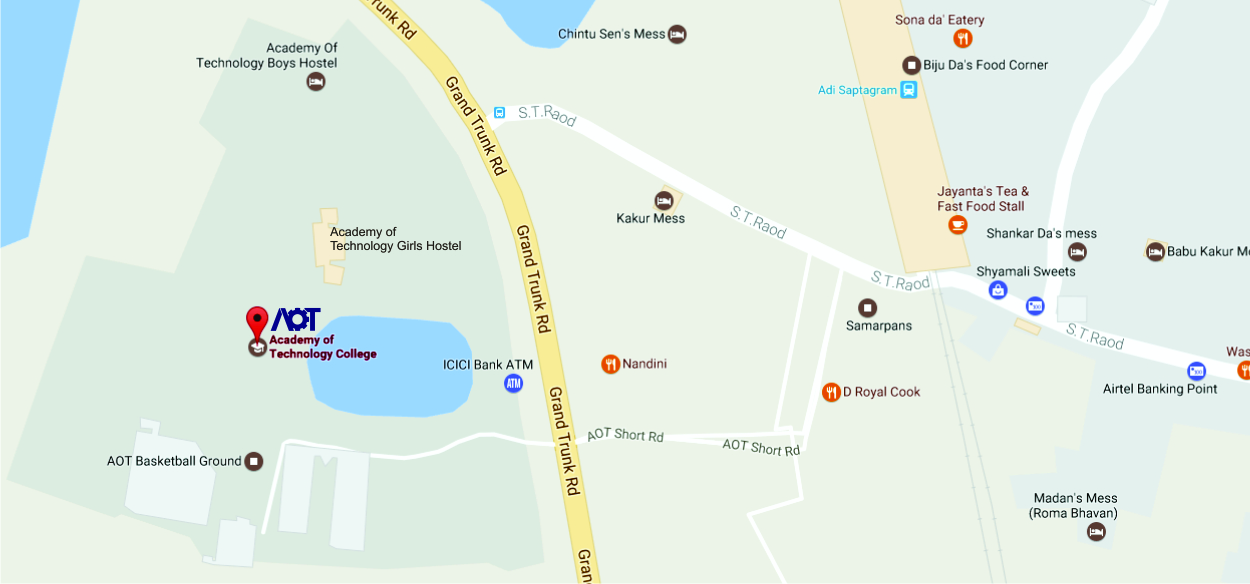 Trunk Rd
Sona da' Eatery
Chintu Sen's Mess
Academy Of
Technology Boys Hostel
Biju Da's Food Corner
Adi Saptagram
Grand Trunk Rd
S.T.Raod
Jayanta's Tea &
Fast Food Stall
Kakur Mess
S.T.Raod
Academy of
Technology Girls Hostel
Shankar Da's mess
Babu Kakur M
Grand Trunk Rd
Shyamali Sweets
S.T.Raod
AOT
Samarpans
Academy of
Technology College
S.T.Raod
Was
ICICI Bank ATM
Nandini
ATM
D Royal Cook
Airtel Banking Point
Grand Trunk Rd
AOT Short Rd
AOT Short Rd
AOT Basketball Ground
Madan's Mess
(Roma Bhavan)
Gran